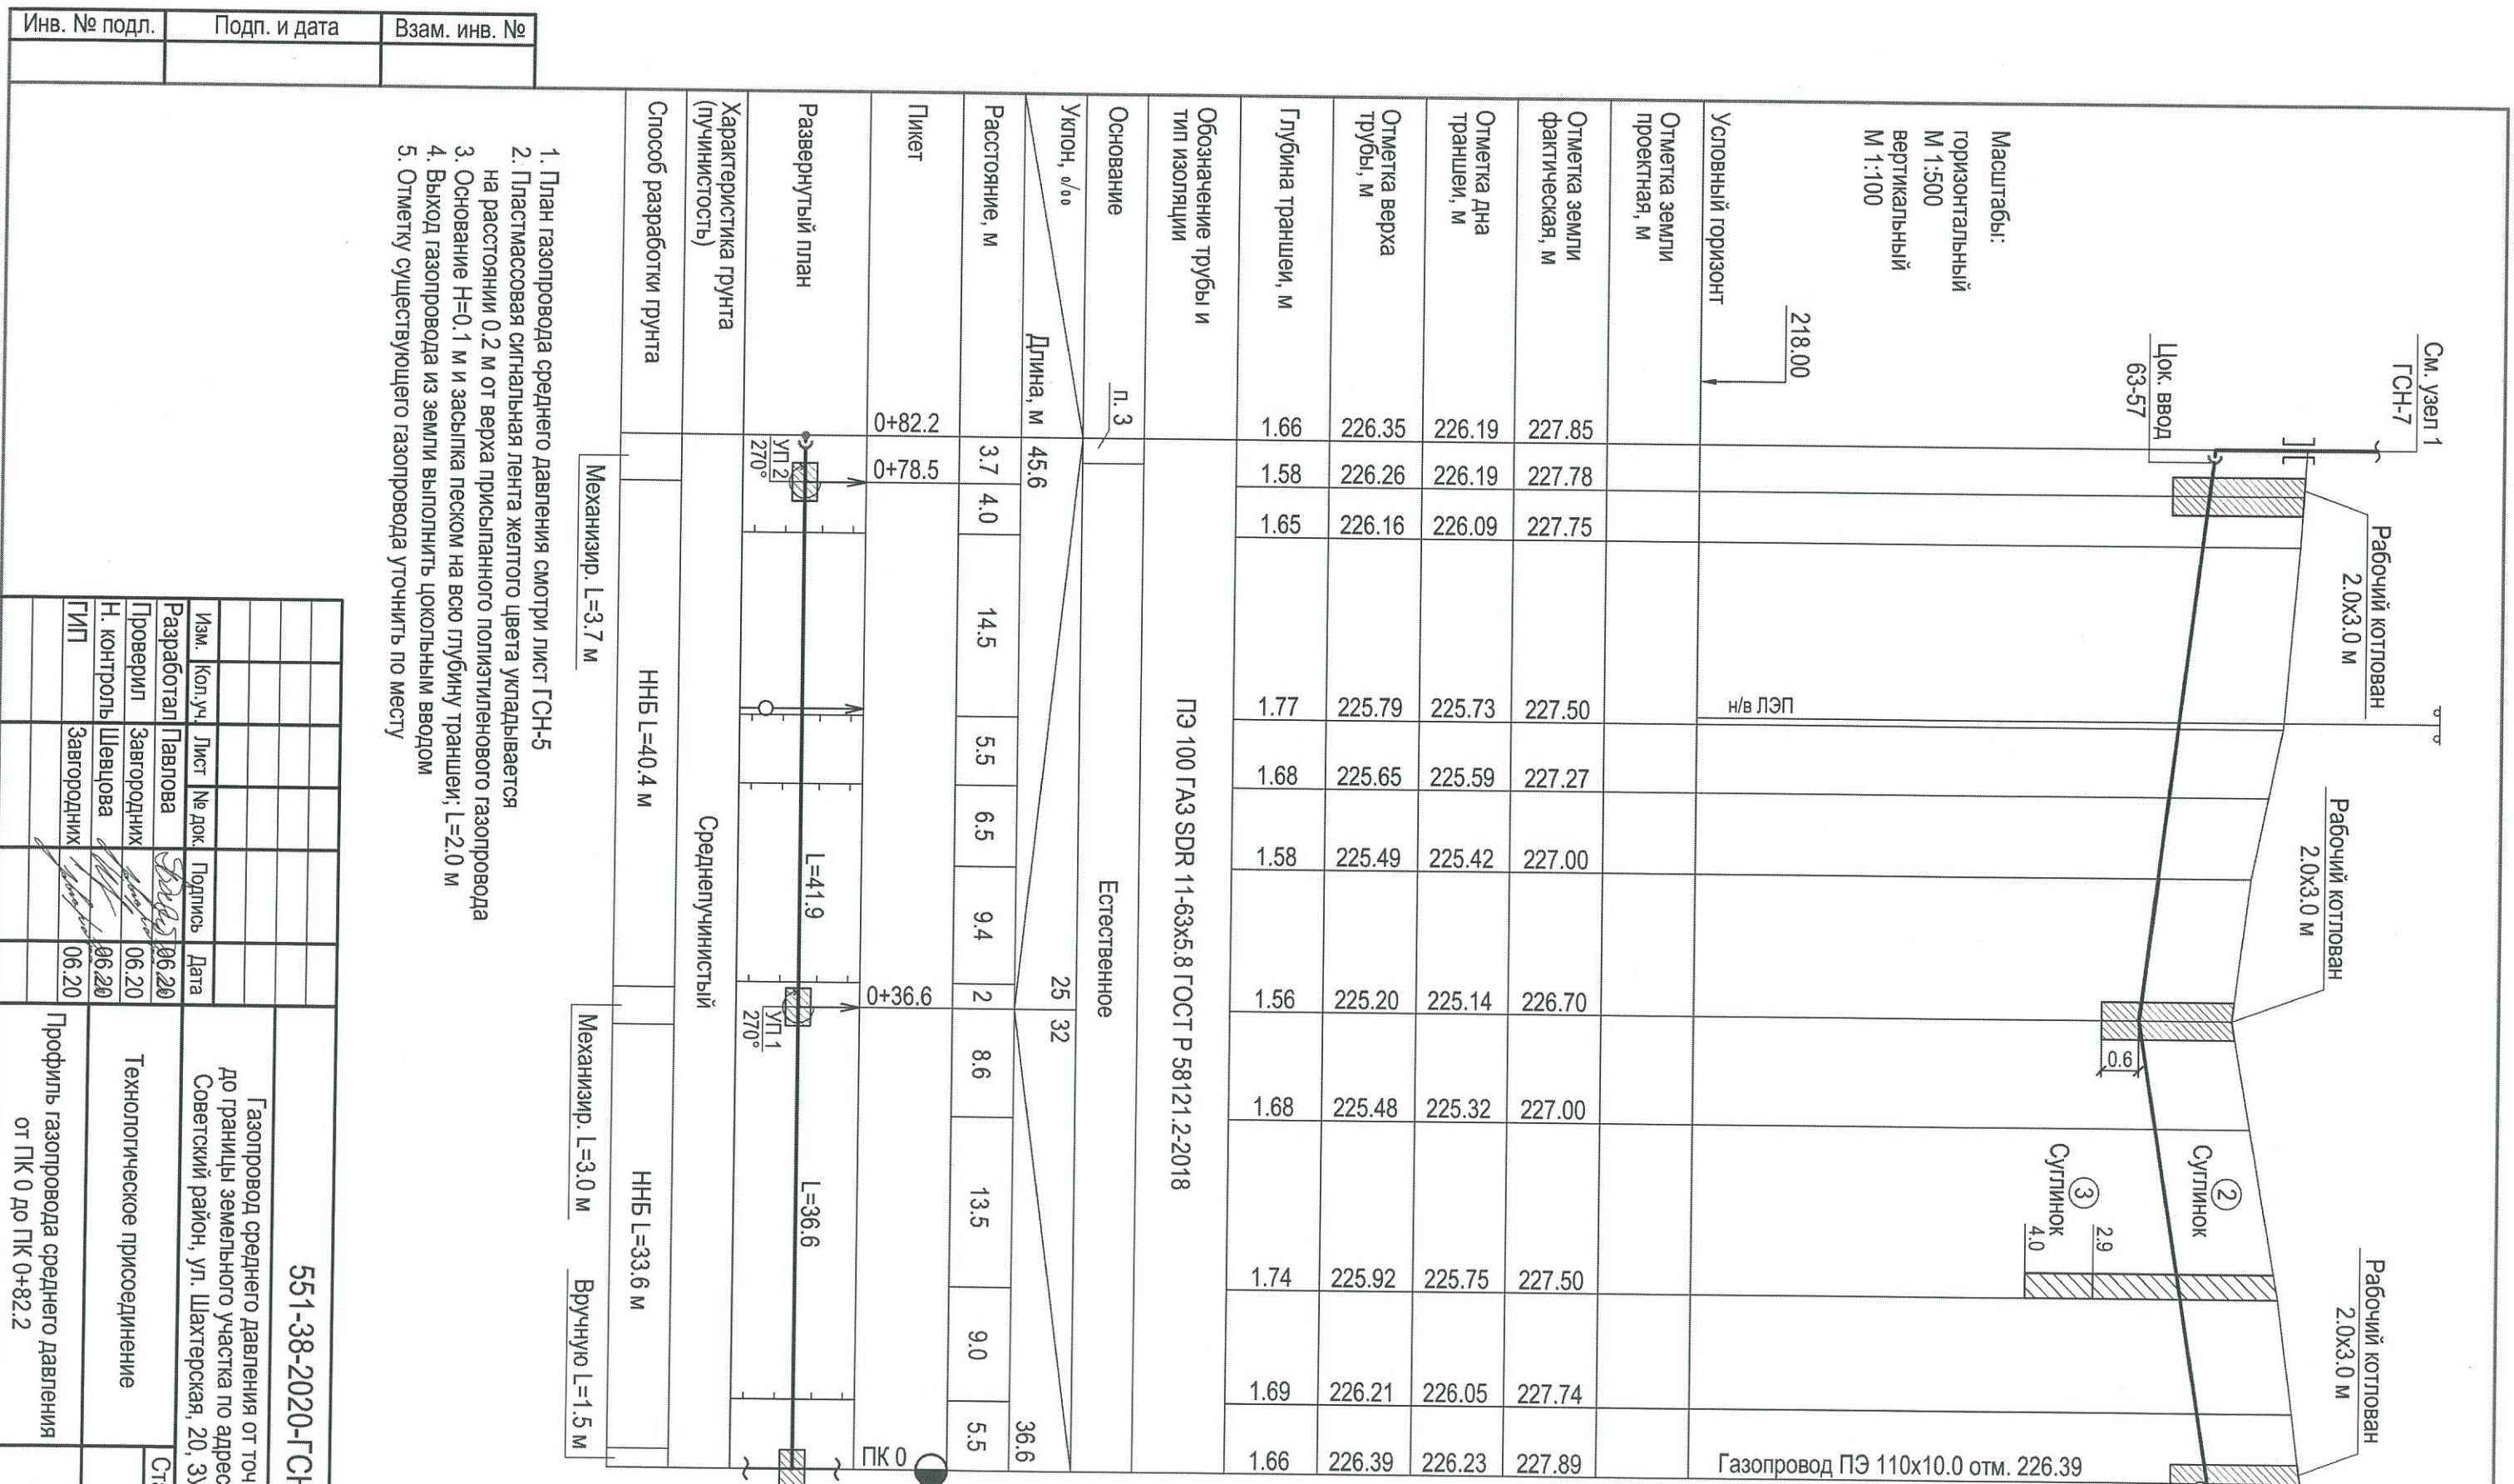 Инв. № подл.
Подп. и дата
Взам. инв. №
См. узел 1
ГСН-7
Цок. ввод
63-57
Рабочий котлован
2.0х3.0 м
Рабочий котлован
2.0х3.0 м
Рабочий котлован
2.0х3.0 м
0.6
2
Суглинок
3
Суглинок
2.9
4.0
н/в ЛЭП
Газопровод ПЭ 110х10.0 отм. 226.39
Масштабы:
горизонтальный
М 1:500
вертикальный
М 1:100
218.00
Условный горизонт
Отметка земли
проектная, м
Отметка земли
фактическая, м
227.85 227.78 227.75 227.50 227.27 227.00 226.70 227.00 227.50 227.74 227.89
Отметка дна
траншеи, м
226.19 226.19 226.09 225.73 225.59 225.42 225.14 225.32 225.75 226.05 226.23
Отметка верха
трубы, м
226.35 226.26 226.16 225.79 225.65 225.49 225.20 225.48 225.92 226.21 226.39
Глубина траншеи, м
1.66 1.58 1.65 1.77 1.68 1.58 1.56 1.68 1.74 1.69 1.66
Обозначение трубы и
тип изоляции
ПЭ 100 ГАЗ SDR 11-63х5.8 ГОСТ Р 58121.2-2018
Основание
п. 3
Естественное
Уклон, ‰
Длина, м
45.6
25
32
36.6
Расстояние, м
3.7 4.0 14.5 5.5 6.5 9.4 2 8.6 13.5 9.0 5.5
Пикет
0+82.2
0+78.5
0+36.6
ПК 0
Развернутый план
УП 2
270°
L=41.9
УП 1
270°
L=36.6
Характеристика грунта
(пучинистость)
Среднепучинистый
Способ разработки грунта
ННБ L=40.4 м
ННБ L=33.6 м
Механизир. L=3.7 м
Механизир. L=3.0 м
Вручную L=1.5 м
1. План газопровода среднего давления смотри лист ГСН-5
2. Пластмассовая сигнальная лента желтого цвета укладывается
на расстоянии 0.2 м от верха присыпанного полиэтиленового газопровода
3. Основание H=0.1 м и засыпка песком на всю глубину траншеи; L=2.0 м
4. Выход газопровода из земли выполнить цокольным вводом
5. Отметку существующего газопровода уточнить по месту
551-38-2020-ГСН
Газопровод среднего давления от точ
до границы земельного участка по адрес
Советский район, ул. Шахтерская, 20, ЗУ
Изм. Кол.уч. Лист № док. Подпись Дата
Разработал Павлова 06.20
Проверил Завгородних 06.20
Н. контроль Шевцова 06.20
ГИП Завгородних 06.20
Технологическое присоединение
Ста
Профиль газопровода среднего давления
от ПК 0 до ПК 0+82.2